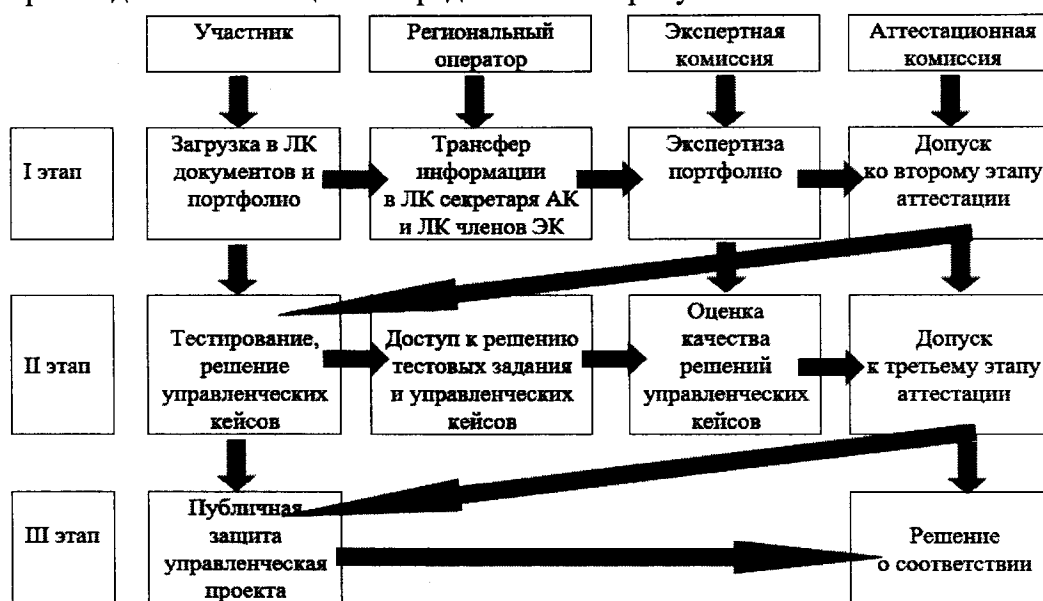 Участник
Региональный
оператор
Экспертная
комиссия
Аттестационная
комиссия
I этап
Загрузка в ЛК
документов и
портфолио
Трансфер
информации
в ЛК секретаря АК
и ЛК членов ЭК
Экспертиза
портфолио
Допуск
ко второму этапу
аттестации
II этап
Тестирование,
решение
управленческих
кейсов
Доступ к решению
тестовых задания
и управленческих
кейсов
Оценка
качества
решений
управленческих
кейсов
Допуск
к третьему этапу
аттестации
III этап
Публичная
защита
управленческая
проекта
Решение
о соответствии